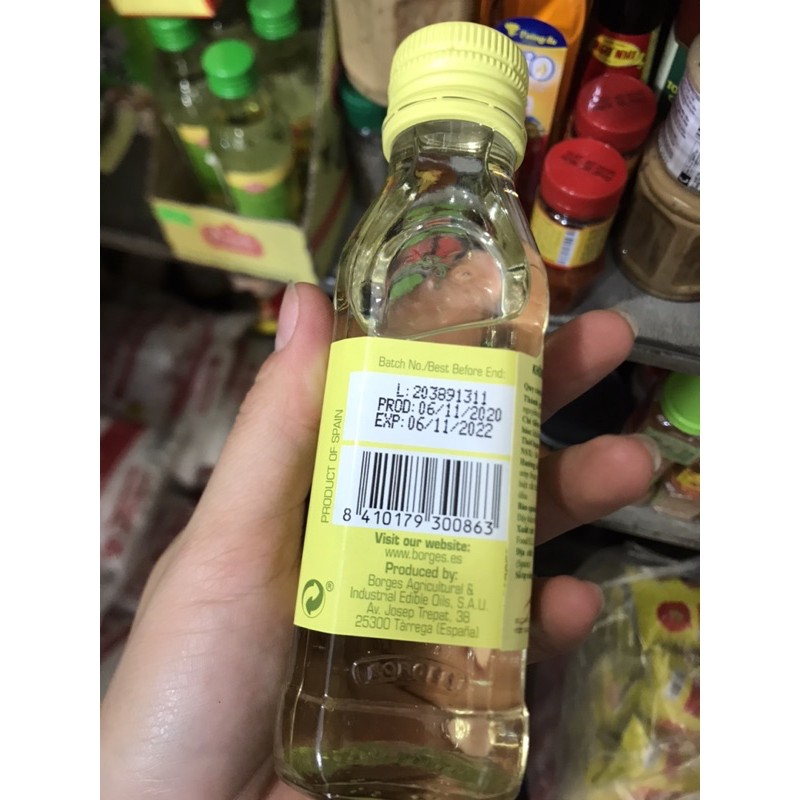 Batch No./Best Before End:
L:203891311
PROD:06/11/2020
EXP:06/11/2022
PRODUCT OF SPAIN
8 410179 300863
Visit our website:
www.borges.es
Produced by:
Borges Agricultural &
Industrial Edible Oils, S.A.U.
Av. Josep Trepat, 38
25300 Tàrrega (España)
®
BORGES